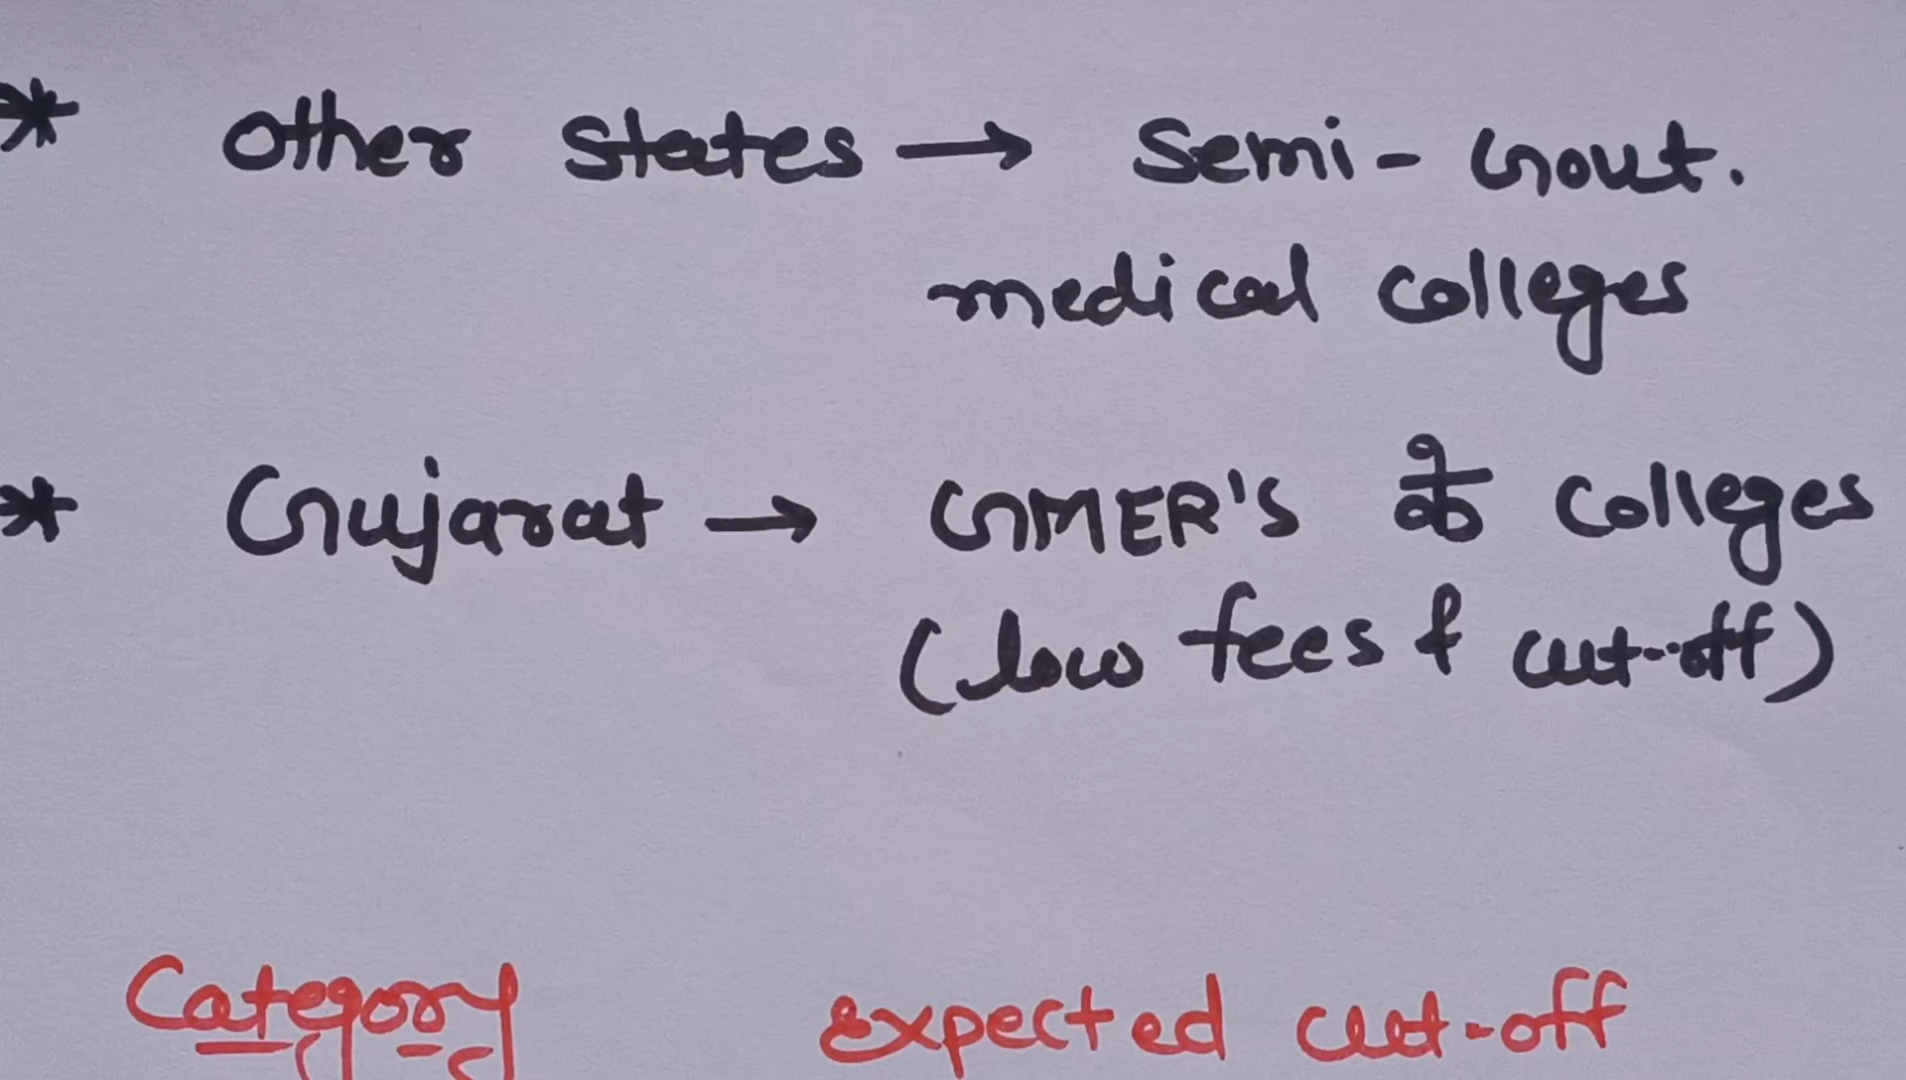 * Other States → Semi-Govt.
medical colleges
* Gujarat → GMER'S के colleges
(low fees & cut-off)
Category expected cut-off